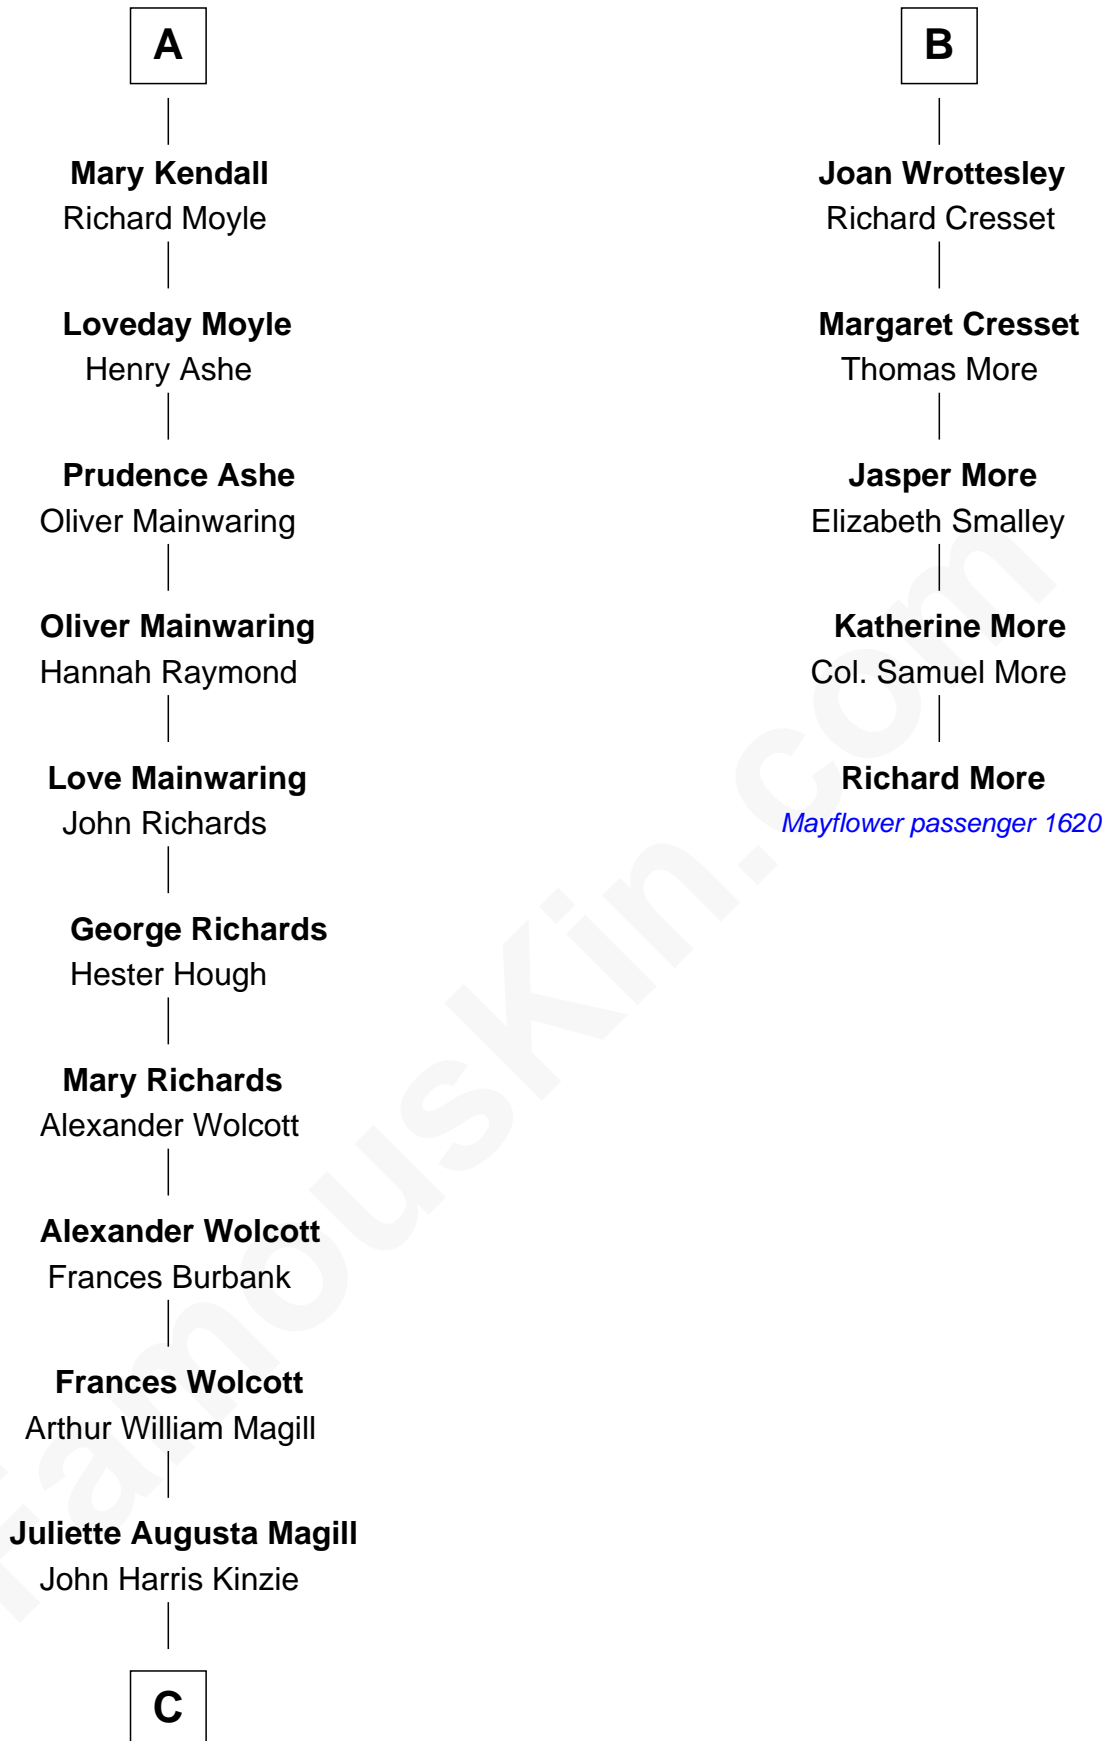 A
Mary Kendall
Richard Moyle
Loveday Moyle
Henry Ashe
Prudence Ashe
Oliver Mainwaring
Oliver Mainwaring
Hannah Raymond
Love Mainwaring
John Richards
George Richards
Hester Hough
Mary Richards
Alexander Wolcott
Alexander Wolcott
Frances Burbank
Frances Wolcott
Arthur William Magill
Juliette Augusta Magill
John Harris Kinzie
C
B
Joan Wrottesley
Richard Cresset
Margaret Cresset
Thomas More
Jasper More
Elizabeth Smalley
Katherine More
Col. Samuel More
Richard More
Mayflower passenger 1620
FamousKin.com